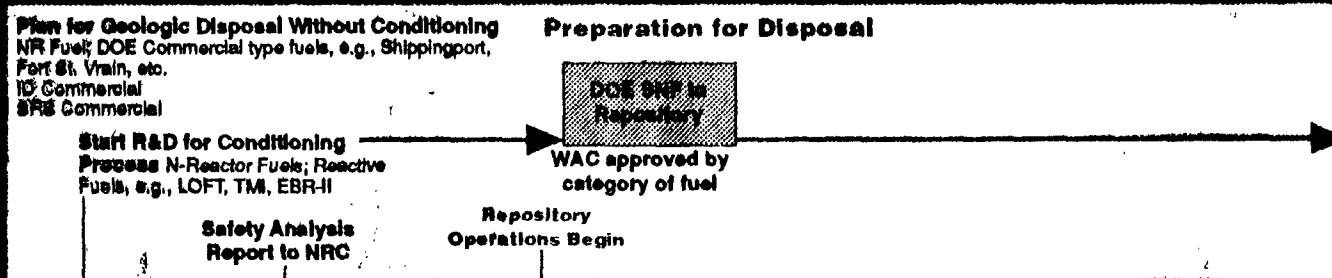 Plan for Geologic Disposal Without Conditioning
NR Fuel; DOE Commercial type fuels, e.g., Shippingport,
Fort St. Vrain, etc.
ID Commercial
SRS Commercial
Preparation for Disposal
DOE SNF to
Repository
Start R&D for Conditioning
Process N-Reactor Fuels; Reactive
Fuels, e.g., LOFT, TMI, EBR-II
WAC approved by
category of fuel
Safety Analysis
Report to NRC
Repository
Operations Begin